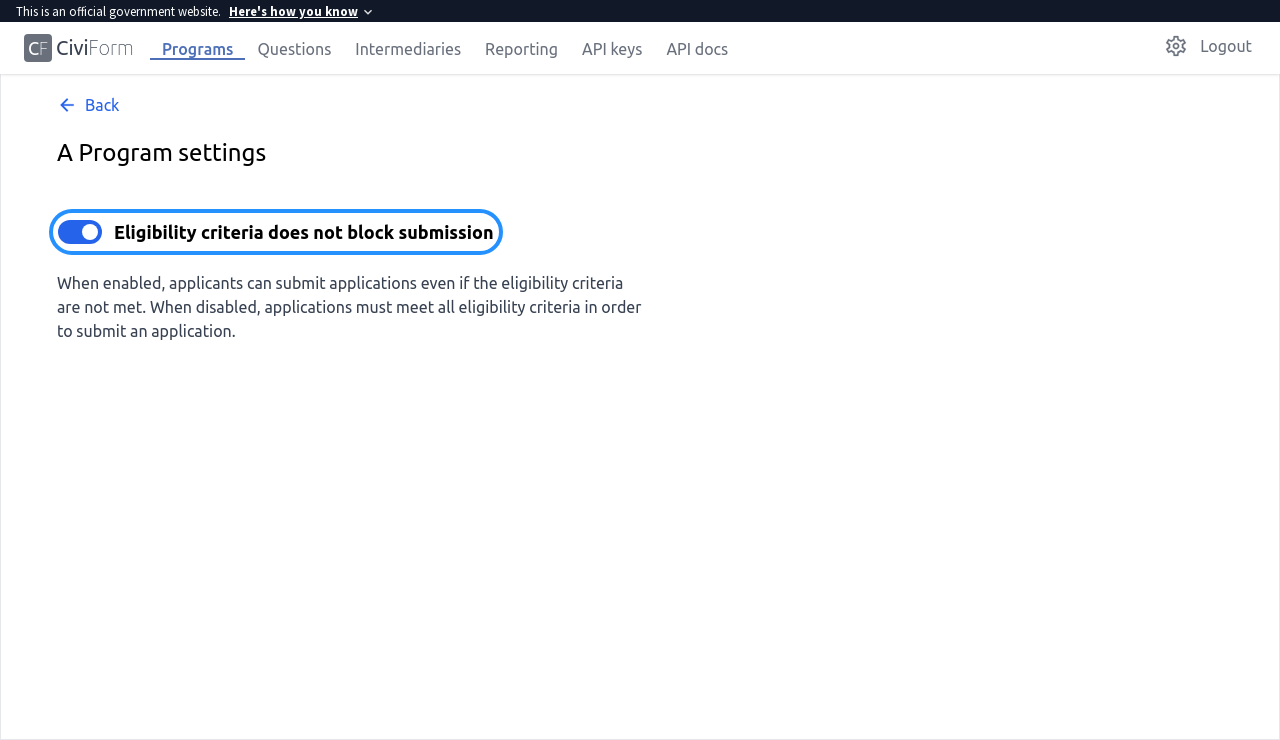 This is an official government website. Here's how you know
CF CiviForm Programs Questions Intermediaries Reporting API keys API docs Logout
Back
A Program settings
Eligibility criteria does not block submission
When enabled, applicants can submit applications even if the eligibility criteria
are not met. When disabled, applications must meet all eligibility criteria in order
to submit an application.